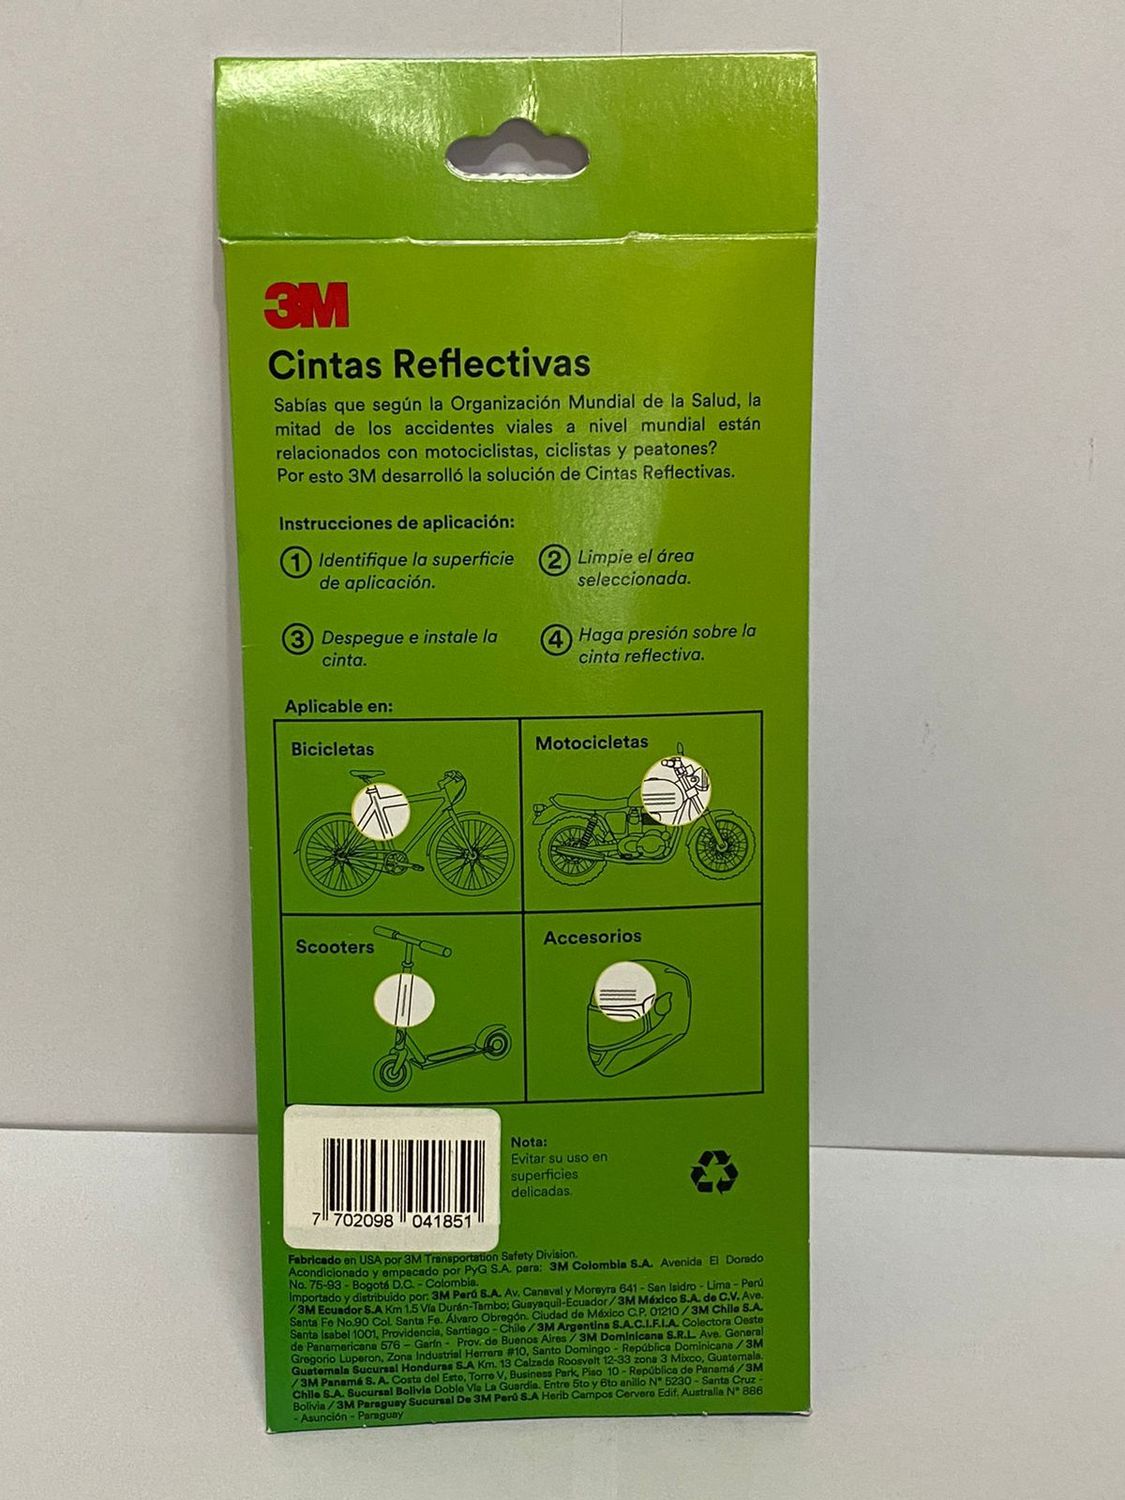 3M
Cintas Reflectivas
Sabías que según la Organización Mundial de la Salud, la
mitad de los accidentes viales a nivel mundial están
relacionados con motociclistas, ciclistas y peatones?
Por esto 3M desarrolló la solución de Cintas Reflectivas.
Instrucciones de aplicación:
1 Identifique la superficie
de aplicación.
2 Limpie el área
seleccionada.
3 Despegue e instale la
cinta.
4 Haga presión sobre la
cinta reflectiva.
Aplicable en:
Bicicletas
Motocicletas
Scooters
Accesorios
7 702098 041851
Nota:
Evitar su uso en
superficies
delicadas.
Fabricado en USA por 3M Transportation Safety Division.
Acondicionado y empacado por PyG S.A. para: 3M Colombia S.A. Avenida El Dorado
No. 75-93 - Bogotá D.C. - Colombia.
Importado y distribuido por: 3M Perú S.A. Av. Canaval y Moreyra 641 - San Isidro - Lima - Perú
/ 3M Ecuador S.A Km 1.5 Vía Durán-Tambo; Guayaquil-Ecuador / 3M México S.A. de C.V. Ave.
Santa Fe No.90 Col. Santa Fe. Álvaro Obregón. Ciudad de México C.P. 01210 / 3M Chile S.A.
Santa Isabel 1001, Providencia, Santiago - Chile / 3M Argentina S.A.C.I.F.I.A. Colectora Oeste
de Panamericana 576 – Garín - Prov. de Buenos Aires / 3M Dominicana S.R.L. Ave. General
Gregorio Luperon, Zona Industrial Herrera #10, Santo Domingo - República Dominicana / 3M
Guatemala Sucursal Honduras S.A Km. 13 Calzada Roosvelt 12-33 zona 3 Mixco, Guatemala.
/ 3M Panamá S. A. Costa del Este, Torre V, Business Park, Piso 10 - República de Panamá / 3M
Chile S.A. Sucursal Bolivia Doble Vía La Guardia. Entre 5to y 6to anillo N° 5230 - Santa Cruz -
Bolivia / 3M Paraguay Sucursal De 3M Perú S.A Herib Campos Cervera Edif. Australia N° 886
- Asunción - Paraguay